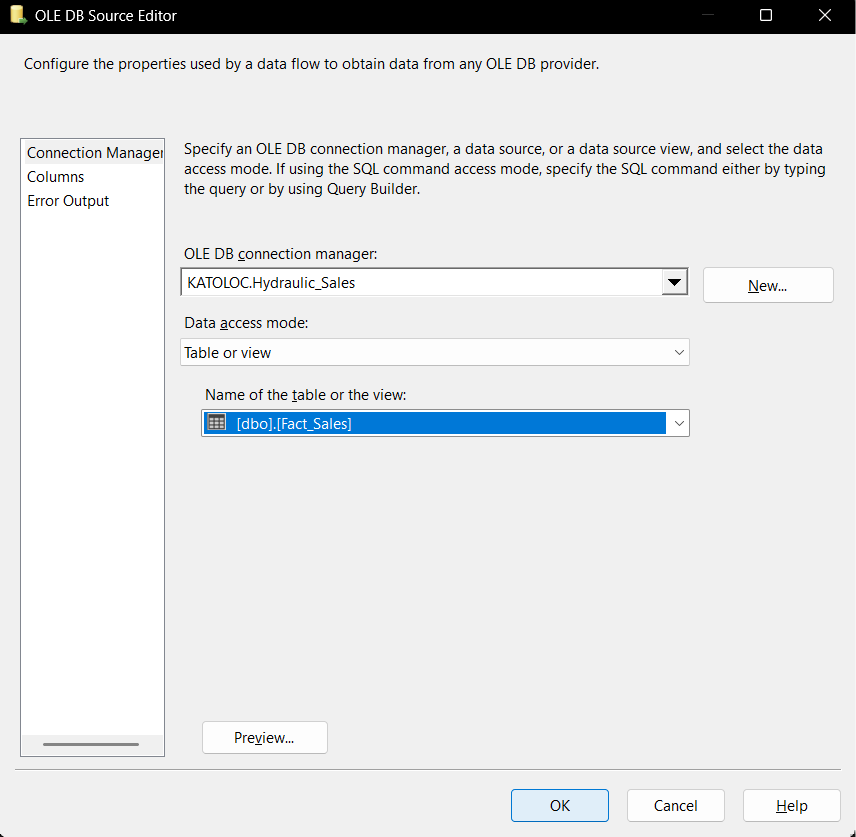 OLE DB Source Editor
Configure the properties used by a data flow to obtain data from any OLE DB provider.
Connection Manager
Columns
Error Output
Specify an OLE DB connection manager, a data source, or a data source view, and select the data
access mode. If using the SQL command access mode, specify the SQL command either by typing
the query or by using Query Builder.
OLE DB connection manager:
KATOLOC.Hydraulic_Sales
New...
Data access mode:
Table or view
Name of the table or the view:
[dbo].[Fact_Sales]
Preview...
OK
Cancel
Help